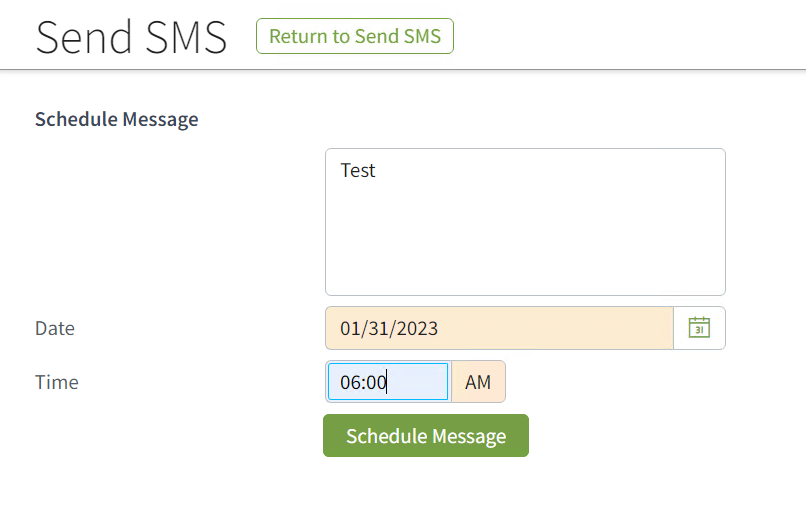 Send SMS Return to Send SMS
Schedule Message
Test
Date 01/31/2023 31
Time 06:00 AM
Schedule Message